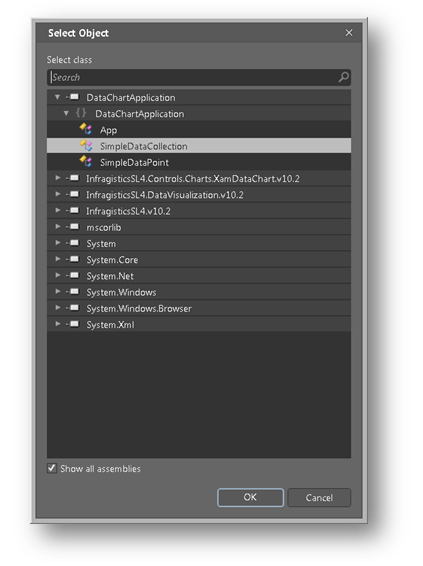 Select Object
Select class
Search
DataChartApplication
{} DataChartApplication
App
SimpleDataCollection
SimpleDataPoint
InfragisticsSL4.Controls.Charts.XamDataChart.v10.2
InfragisticsSL4.DataVisualization.v10.2
InfragisticsSL4.v10.2
mscorlib
System
System.Core
System.Net
System.Windows
System.Windows.Browser
System.Xml
Show all assemblies
OK Cancel